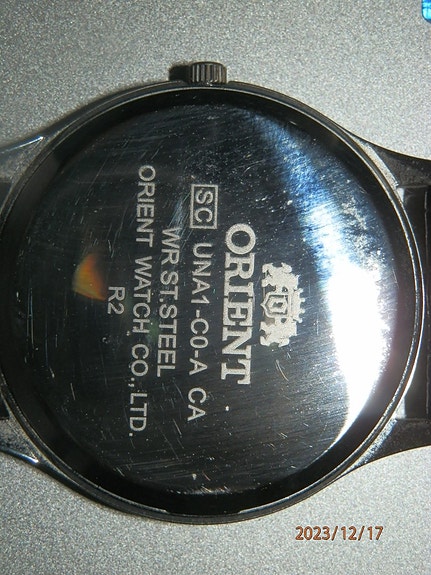 ORIENT
SC UNA1-C0-A CA
WR.ST.STEEL
ORIENT WATCH CO.,LTD.
R2
2023/12/17